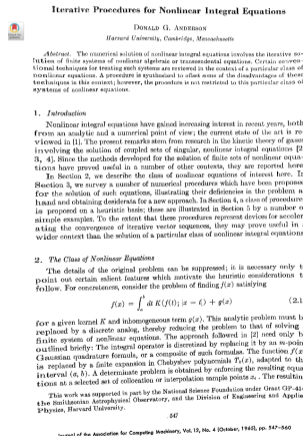 Iterative Procedures for Nonlinear Integral Equations
DONALD G. ANDERSON
Harvard University, Cambridge, Massachusetts
Abstract. The numerical solution of nonlinear integral equations involves the iterative so-
lution of finite systems of nonlinear algebraic or transcendental equations. Certain conven-
tional techniques for treating such systems are reviewed in the context of a particular class of
nonlinear equations. A procedure is synthesized to offset some of the disadvantages of these
techniques in this context; however, the procedure is not restricted to this particular class of
systems of nonlinear equations.
1. Introduction
Nonlinear integral equations have gained increasing interest in recent years, both
from an analytic and a numerical point of view; the current state of the art is re-
viewed in [1]. The present remarks stem from research in the kinetic theory of gases
involving the solution of coupled sets of singular, nonlinear integral equations [2,
3, 4]. Since the methods developed for the solution of finite sets of nonlinear equa-
tions have proved useful in a number of other contexts, they are reported here.
In Section 2, we describe the class of nonlinear equations of interest here. In
Section 3, we survey a number of numerical procedures which have been proposed
for the solution of such equations, illustrating their deficiencies in the problem at
hand and obtaining desiderata for a new approach. In Section 4, a class of procedures
is proposed on a heuristic basis; these are illustrated in Section 5 by a number of
simple examples. To the extent that these procedures represent devices for acceler-
ating the convergence of iterative vector sequences, they may prove useful in a
wider context than the solution of a particular class of nonlinear integral equations.
2. The Class of Nonlinear Equations
The details of the original problem can be suppressed; it is necessary only to
point out certain salient features which motivate the heuristic considerations to
follow. For concreteness, consider the problem of finding f(x) satisfying
f(x) = ∫ dt K(f(t); |x − t|) + g(x) (2.1
for a given kernel K and inhomogeneous term g(x). This analytic problem must be
replaced by a discrete analog, thereby reducing the problem to that of solving a
finite system of nonlinear equations. The approach followed in [2] need only be
outlined briefly: The integral operator is discretized by replacing it by an
Gaussian quadrature formula, or a composite of such formulas. The function f(x)
is replaced by a finite expansion in Chebyshev polynomials adapted to the
interval (a, b). A determinate problem is obtained by enforcing the resulting equa-
tions at a selected set of collocation or interpolation sample points. The resulting
This work was supported in part by the National Science Foundation under Grant
the Smithsonian Astrophysical Observatory, and the Division of Engineering and Applied
Physics, Harvard University.
547
Journal of the Association for Computing Machinery, Vol. 12, No. 4 (October, 1965), pp. 547-560